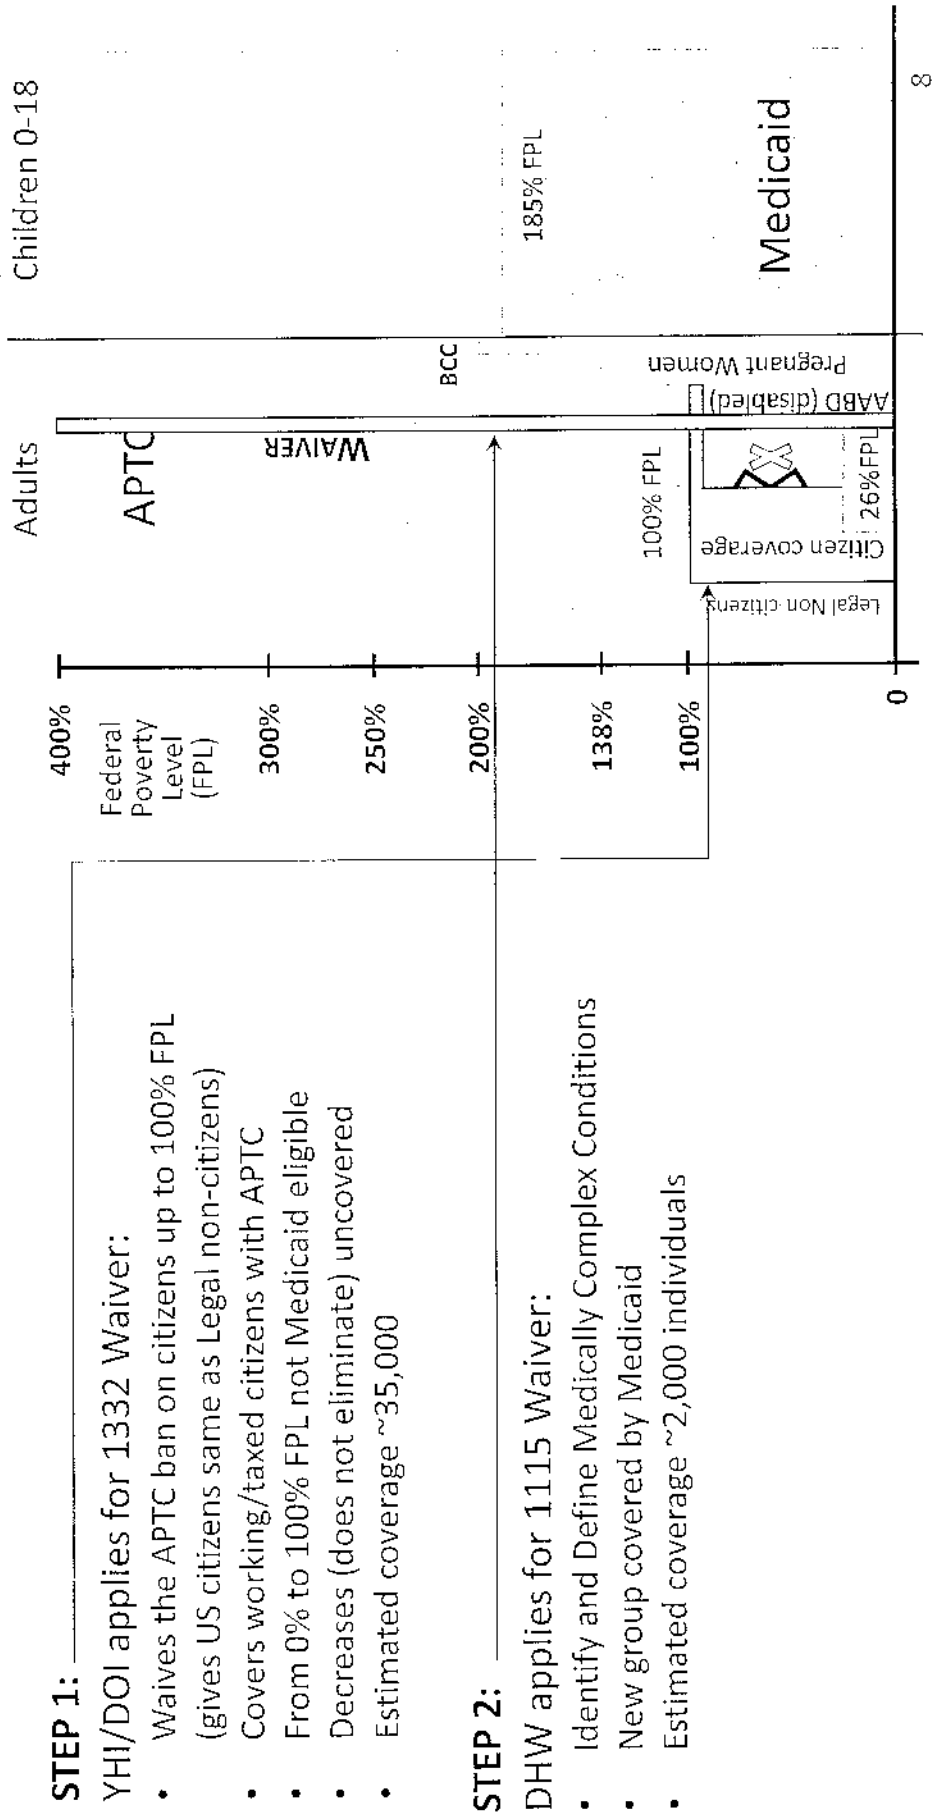 STEP 1:
YHI/DOI applies for 1332 Waiver:
• Waives the APTC ban on citizens up to 100% FPL
(gives US citizens same as Legal non-citizens)
• Covers working/taxed citizens with APTC
• From 0% to 100% FPL not Medicaid eligible
• Decreases (does not eliminate) uncovered
• Estimated coverage ~35,000
STEP 2:
DHW applies for 1115 Waiver:
• Identify and Define Medically Complex Conditions
• New group covered by Medicaid
• Estimated coverage ~2,000 individuals
400%
Federal
Poverty
Level
(FPL)
300%
250%
200%
138%
100%
0
Adults
APTC
WAIVER
BCC
100% FPL
Legal Non-citizens
Citizen coverage
26%FPL
AABD (disabled)
Pregnant Women
Children 0-18
185% FPL
Medicaid
8